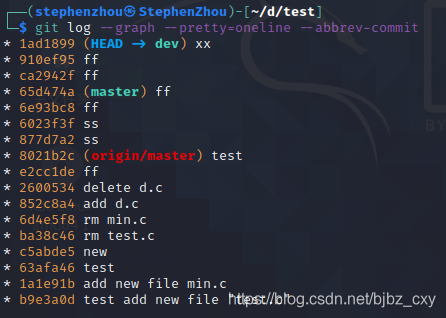 ┌──(stephenzhou㉿StephenZhou)-[~/d/test]
└─$ git log --graph --pretty=oneline --abbrev-commit
* 1ad1899 (HEAD -> dev) xx
* 910ef95 ff
* ca2942f ff
* 65d474a (master) ff
* 6e93bc8 ff
* 6023f3f ss
* 877d7a2 ss
* 8021b2c (origin/master) test
* e2cc1de ff
* 2600534 delete d.c
* 852c8a4 add d.c
* 6d4e5f8 rm min.c
* ba38c46 rm test.c
* c5abde5 new
* 63afa46 test
* 1a1e91b add new file min.c
* b9e3a0d test add new file "test.c"
https://blog.csdn.net/bjbz_cxy